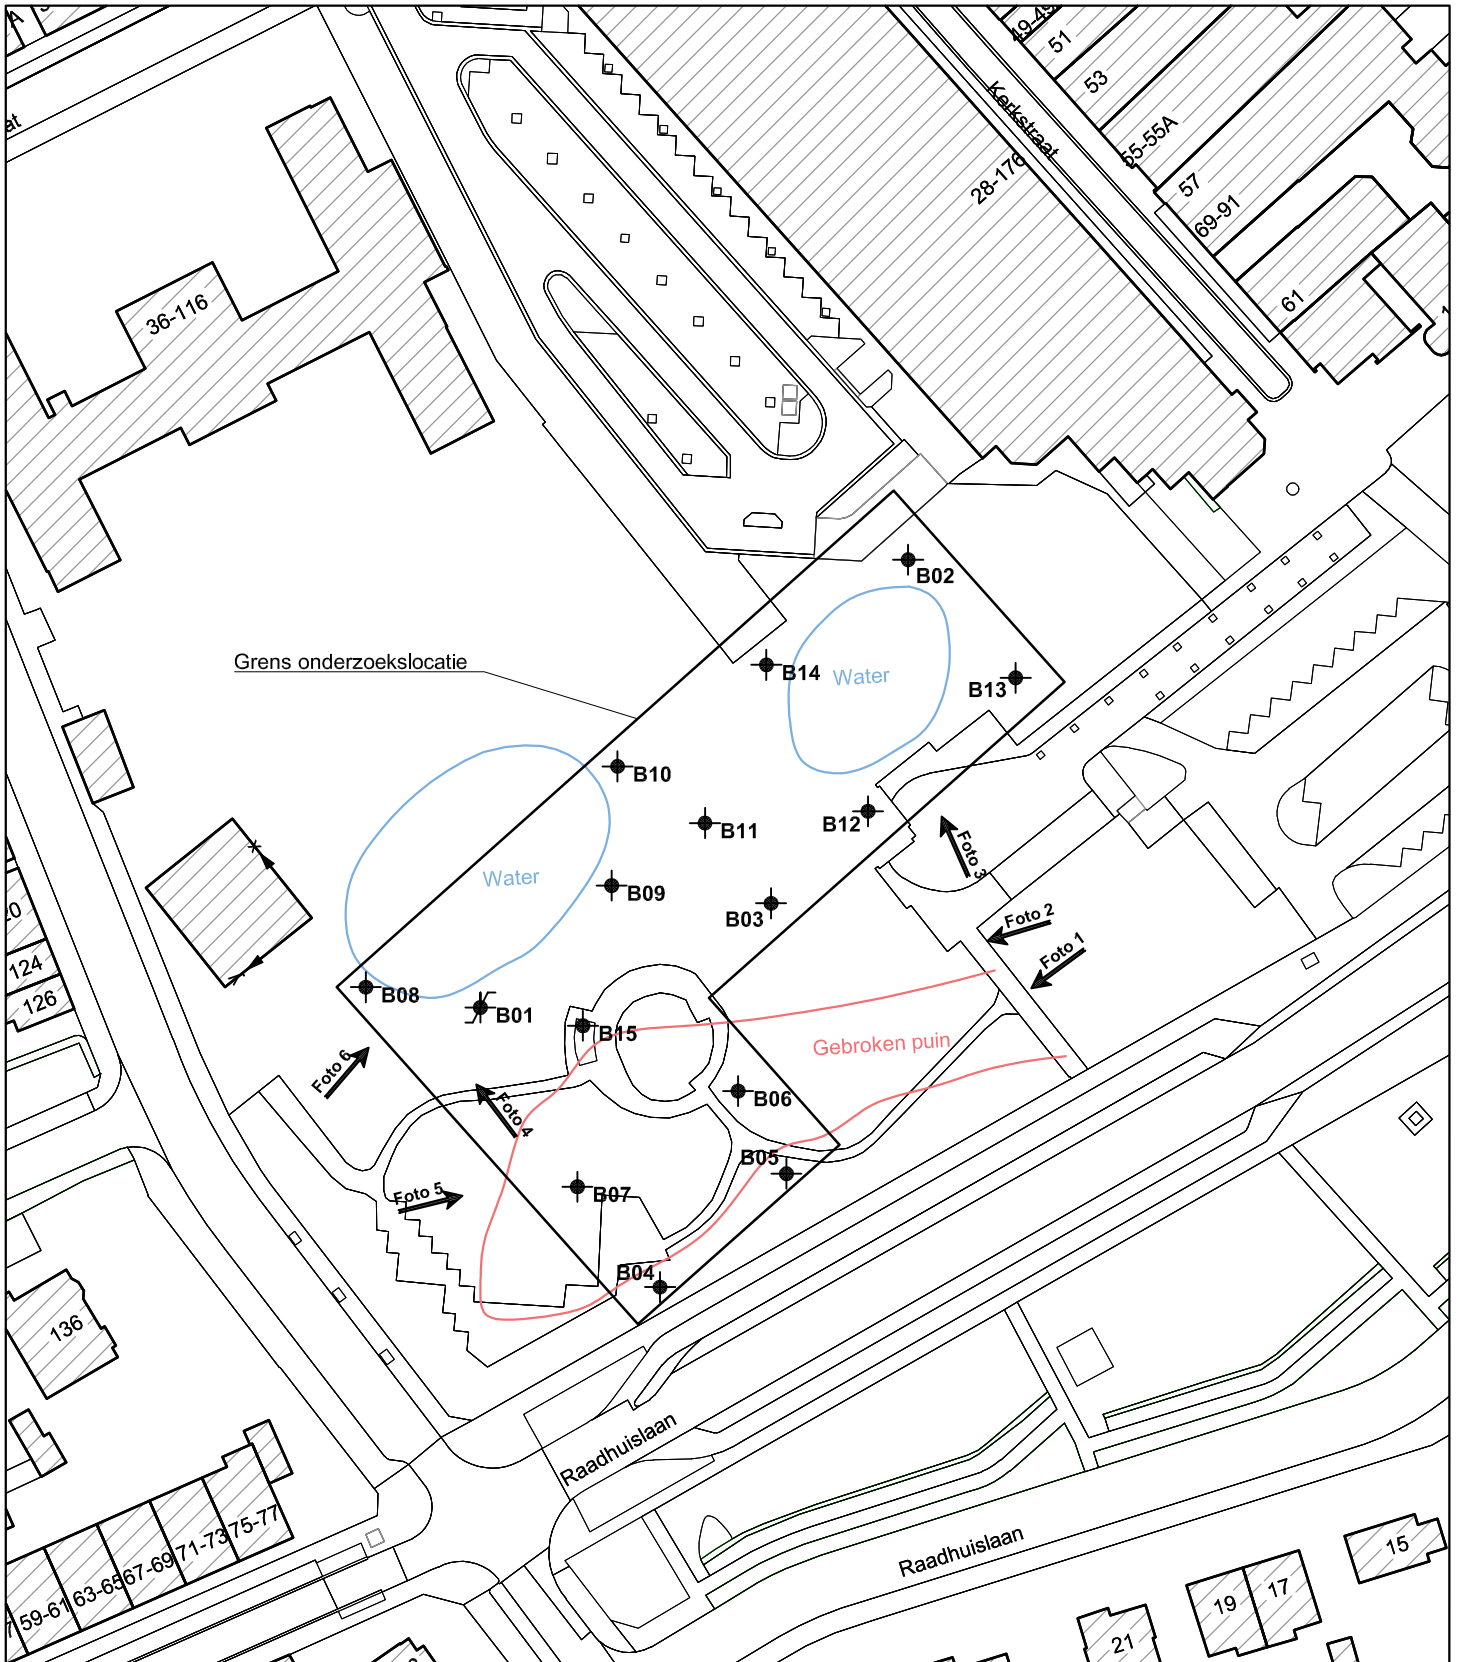 49-49
51
53
55-55A
57
69-91
61
Kerkstraat
28-176
at
36-116
B02
Grens onderzoekslocatie
B14
Water
B13
B10
B11
B12
Foto 3
Water
B09
B03
Foto 2
Foto 1
124
126
B08
B01
B15
Gebroken puin
Foto 6
B06
Foto 4
B05
Foto 5
B07
B04
136
Raadhuislaan
75-77
71-73
67-69
63-65
59-61
Raadhuislaan
15
17
19
21